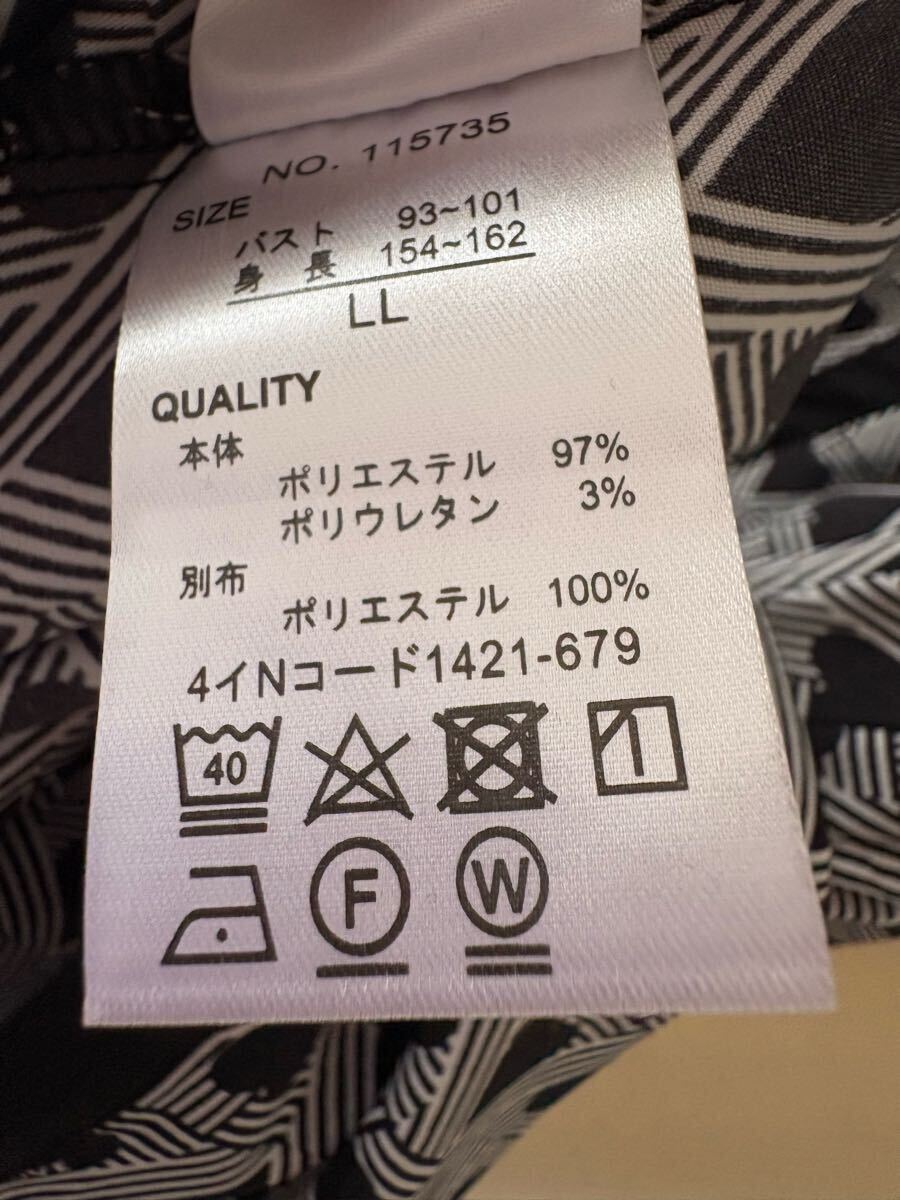 NO. 115735
SIZE
バスト 93~101
身長 154~162
LL
QUALITY
本体
ポリエステル 97%
ポリウレタン 3%
別布
ポリエステル 100%
4イNコード1421-679
40
F
W